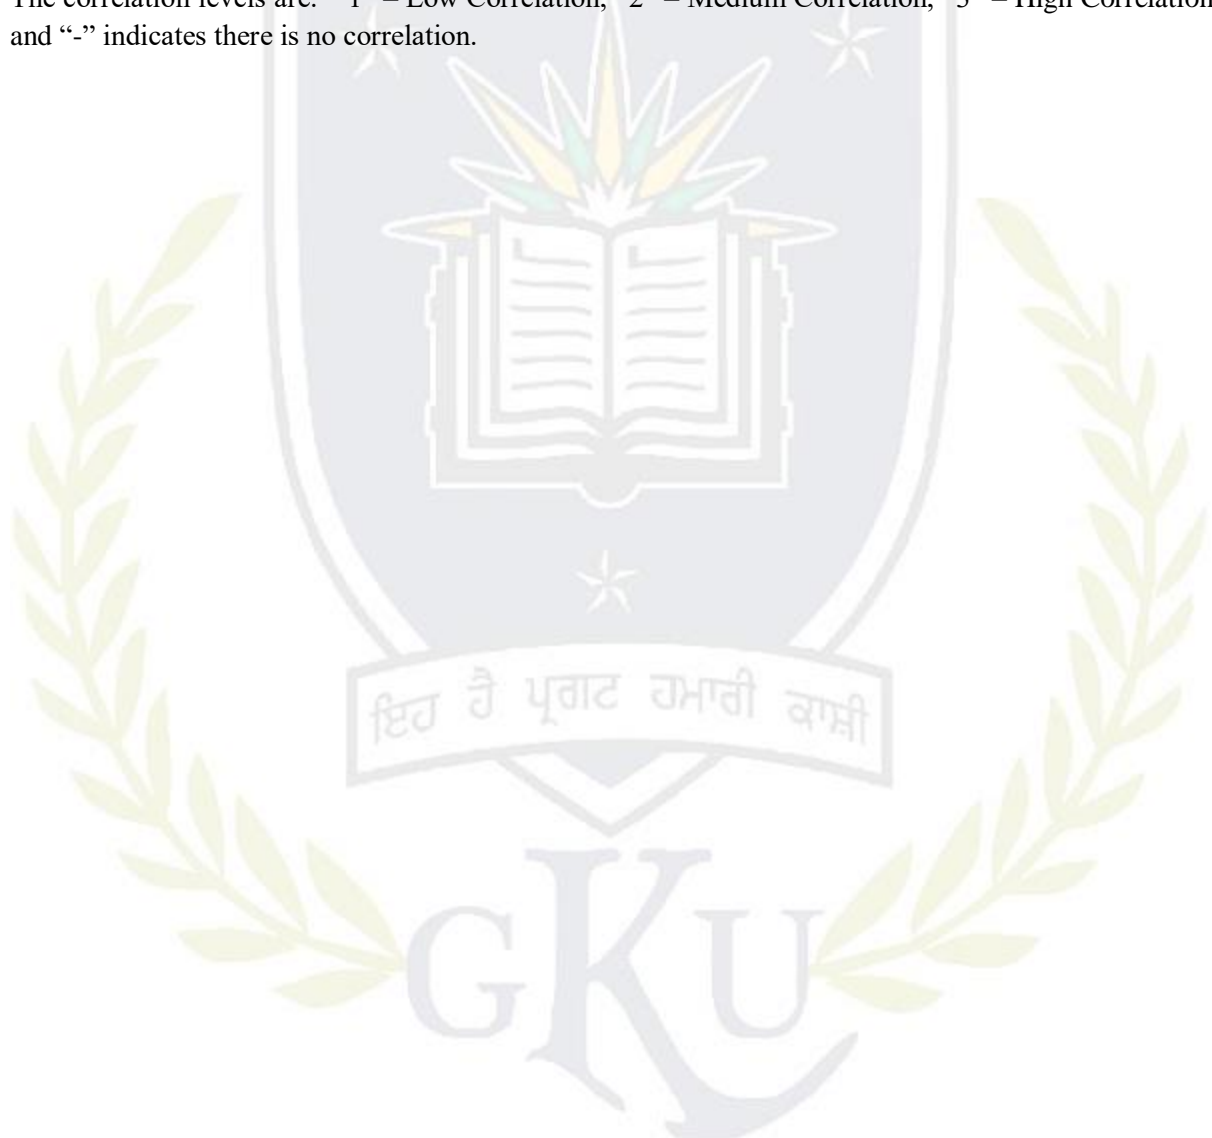 The correlation levels are: “1” – Low Correlation, “2” – Medium Correlation, “3” – High Correlation
and “-” indicates there is no correlation.
ਇਹ ਹੈ ਪ੍ਰਗਟ ਹਮਾਰੀ ਕਾਸ਼ੀ
GKU